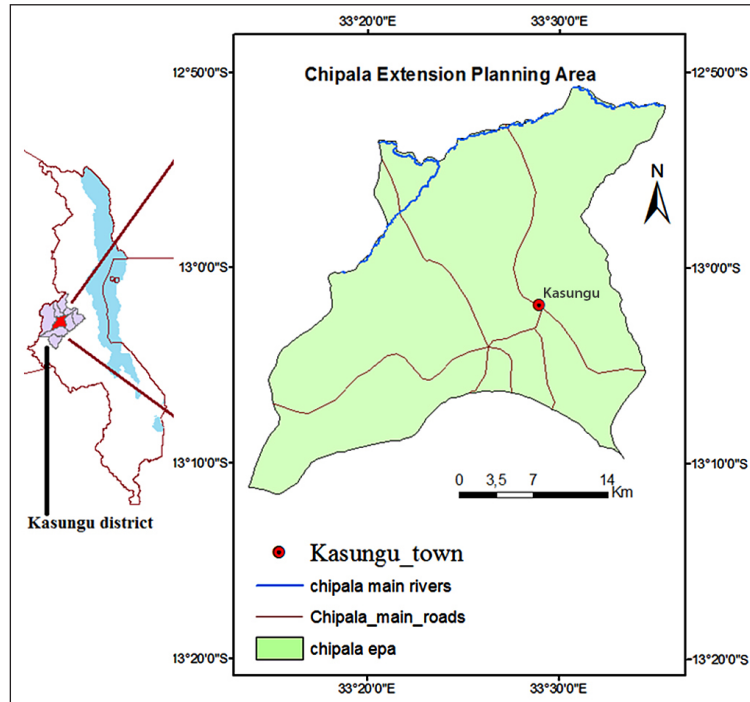 33°20'0"E 33°30'0"E
12°50'0"S 12°50'0"S
Chipala Extension Planning Area
N
13°0'0"S 13°0'0"S
Kasungu
13°10'0"S 13°10'0"S
0 3,5 7 14
Km
Kasungu district
Kasungu_town
chipala main rivers
Chipala_main_roads
chipala epa
13°20'0"S 13°20'0"S
33°20'0"E 33°30'0"E